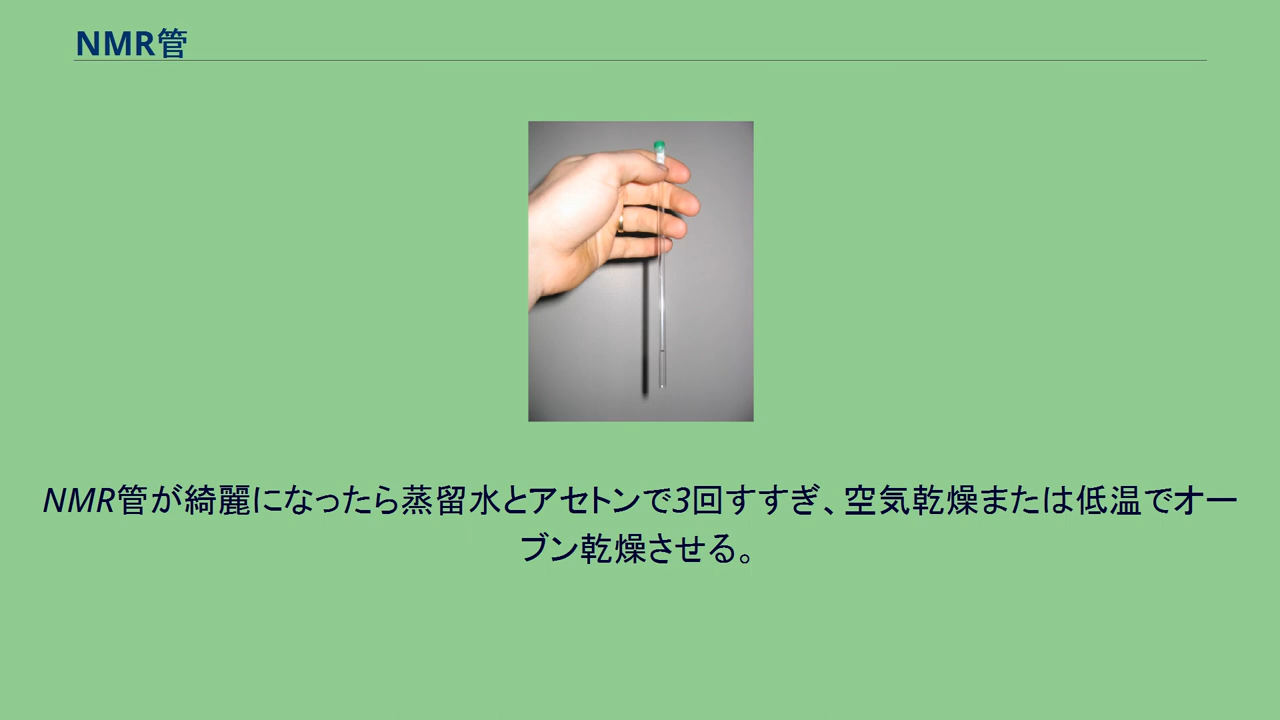 NMR管
NMR管が綺麗になったら蒸留水とアセトンで3回すすぎ、空気乾燥または低温でオー
ブン乾燥させる。